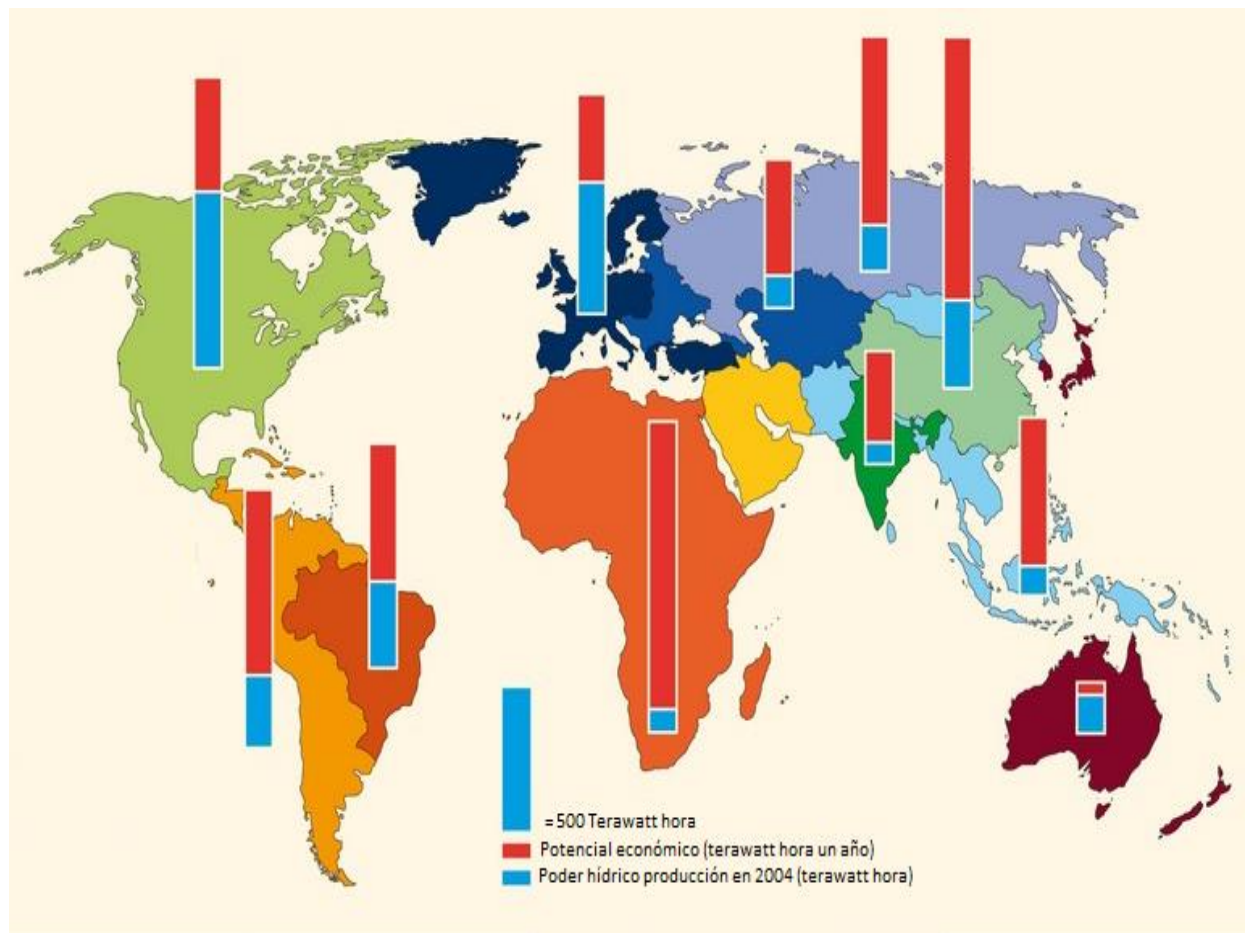 = 500 Terawatt hora
Potencial económico (terawatt hora un año)
Poder hídrico producción en 2004 (terawatt hora)